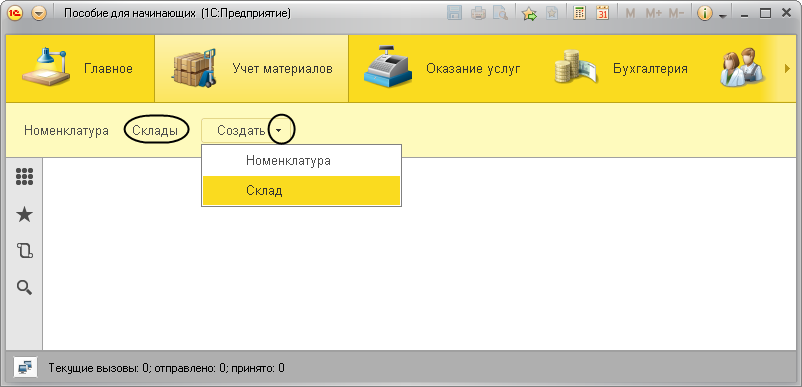 Пособие для начинающих (1С:Предприятие)
M M+ M-
31
Главное
Учет материалов
Оказание услуг
Бухгалтерия
Номенклатура
Склады
Создать
Номенклатура
Склад
Текущие вызовы: 0; отправлено: 0; принято: 0